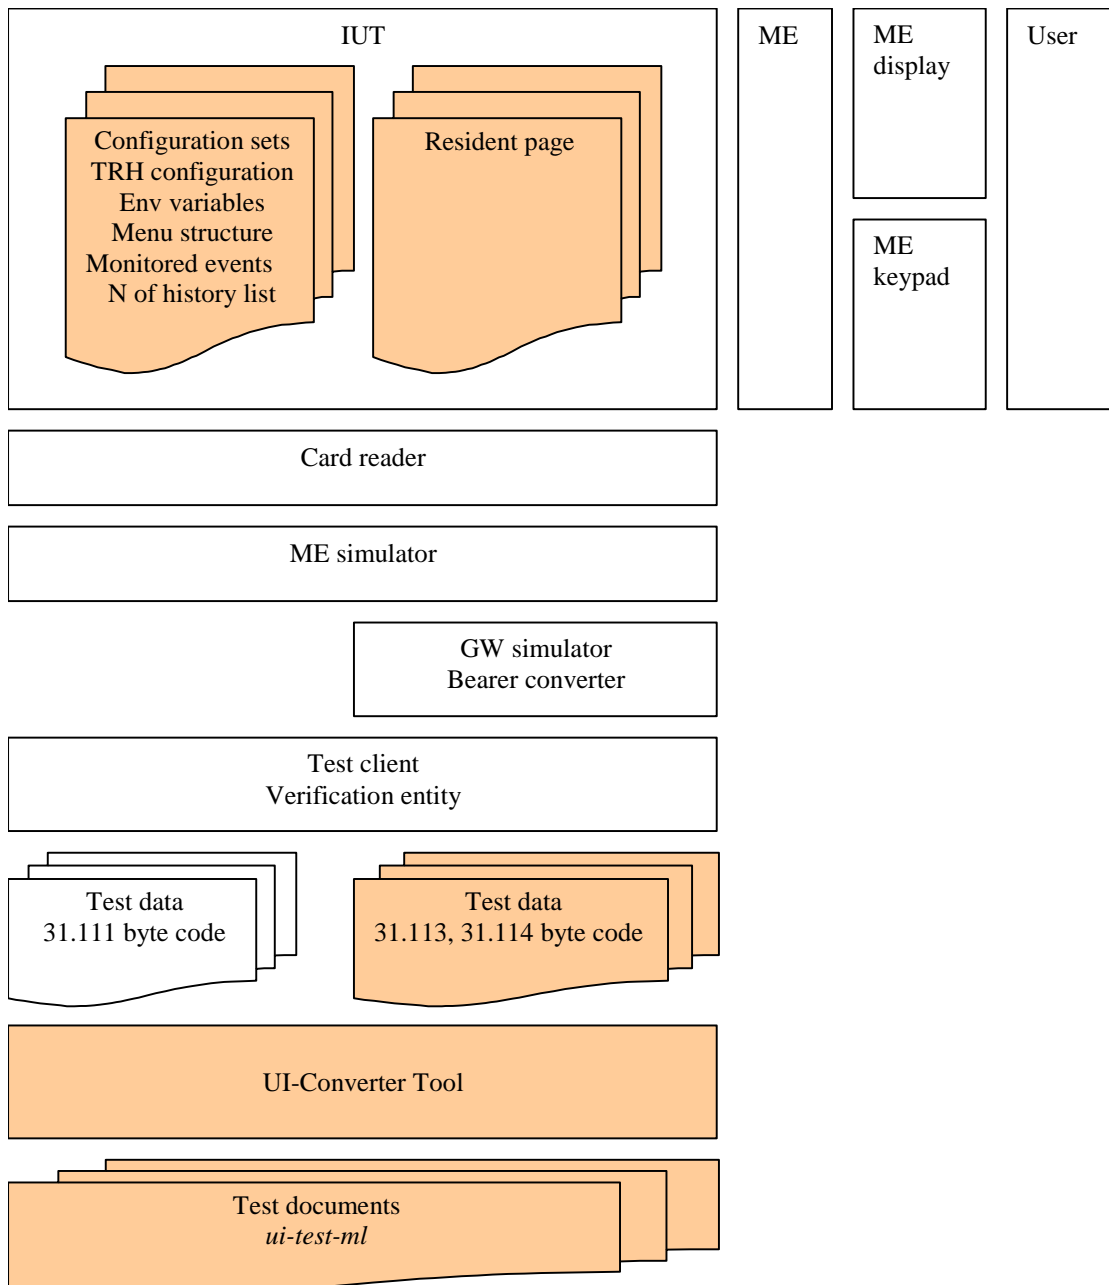 IUT
Configuration sets
TRH configuration
Env variables
Menu structure
Monitored events
N of history list
Resident page
ME
ME
display
ME
keypad
User
Card reader
ME simulator
GW simulator
Bearer converter
Test client
Verification entity
Test data
31.111 byte code
Test data
31.113, 31.114 byte code
UI-Converter Tool
Test documents
ui-test-ml